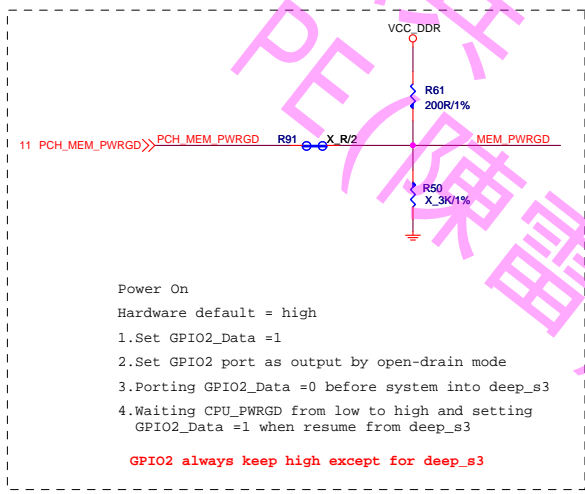 VCC_DDR
R61
200R/1%
11 PCH_MEM_PWRGD PCH_MEM_PWRGD R91 X_R/2 MEM_PWRGD
R50
X_3K/1%
Power On
Hardware default = high
1.Set GPIO2_Data =1
2.Set GPIO2 port as output by open-drain mode
3.Porting GPIO2_Data =0 before system into deep_s3
4.Waiting CPU_PWRGD from low to high and setting
GPIO2_Data =1 when resume from deep_s3
GPIO2 always keep high except for deep_s3
PE(陳雷